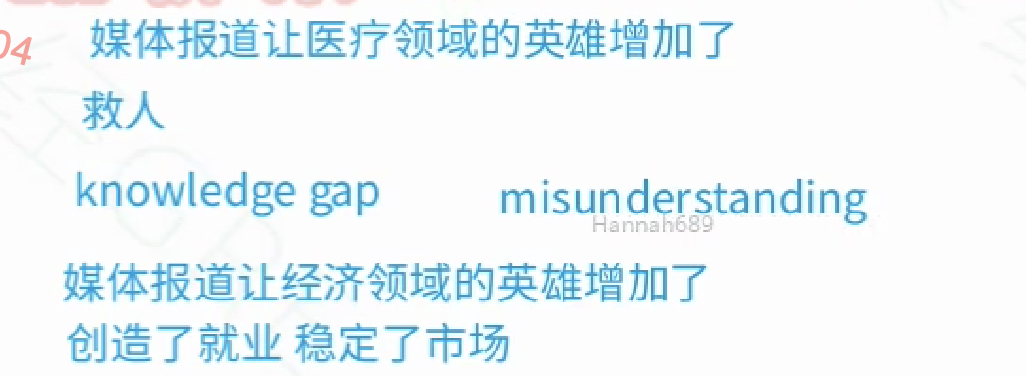 04
媒体报道让医疗领域的英雄增加了
救人
knowledge gap misunderstanding
Hannah689
媒体报道让经济领域的英雄增加了
创造了就业 稳定了市场